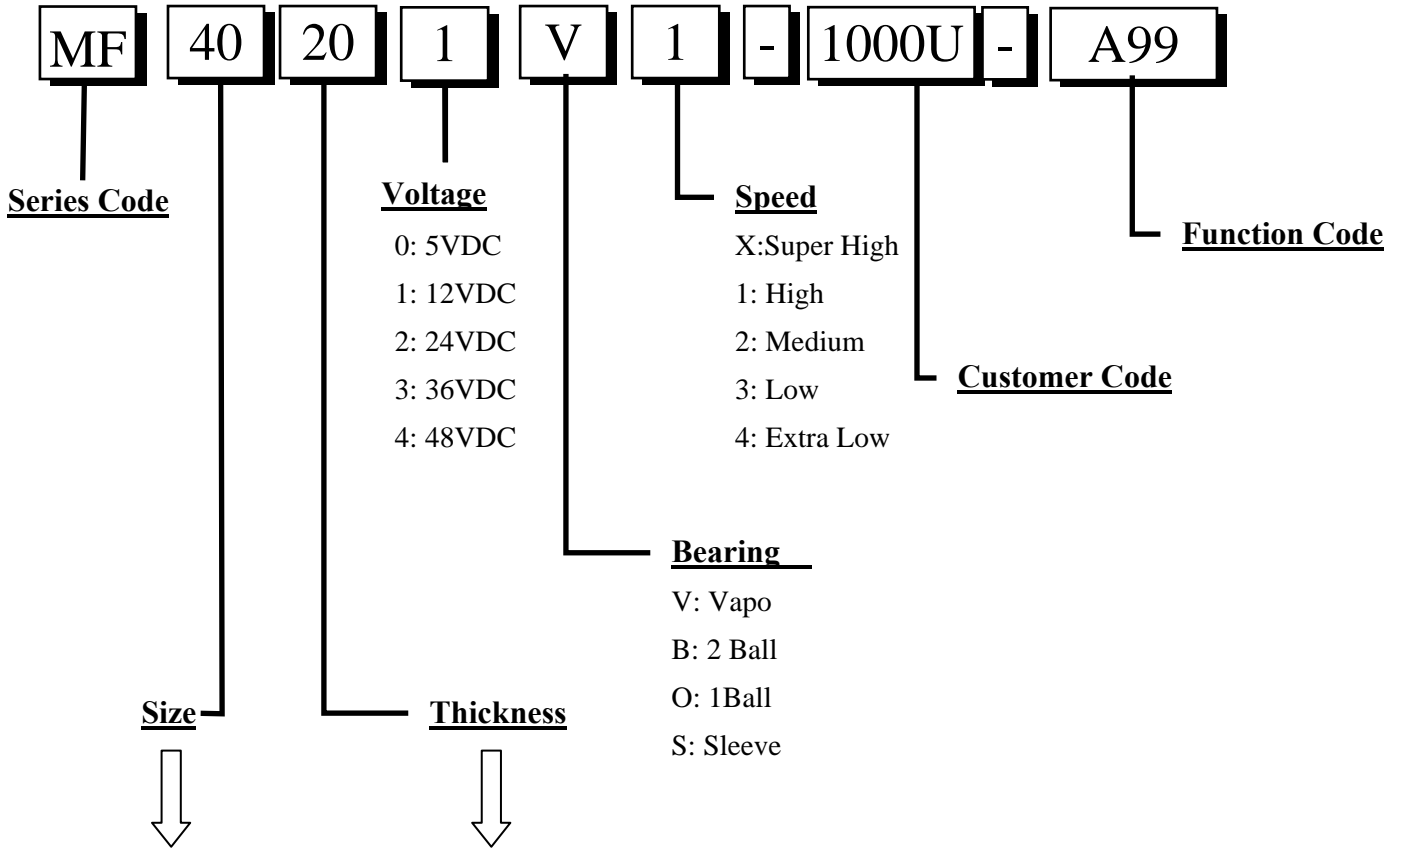 MF 40 20 1 V 1 - 1000U - A99
Series Code
Voltage
0: 5VDC
1: 12VDC
2: 24VDC
3: 36VDC
4: 48VDC
Speed
X:Super High
1: High
2: Medium
3: Low
4: Extra Low
Function Code
Customer Code
Bearing
V: Vapo
B: 2 Ball
O: 1Ball
S: Sleeve
Size
Thickness